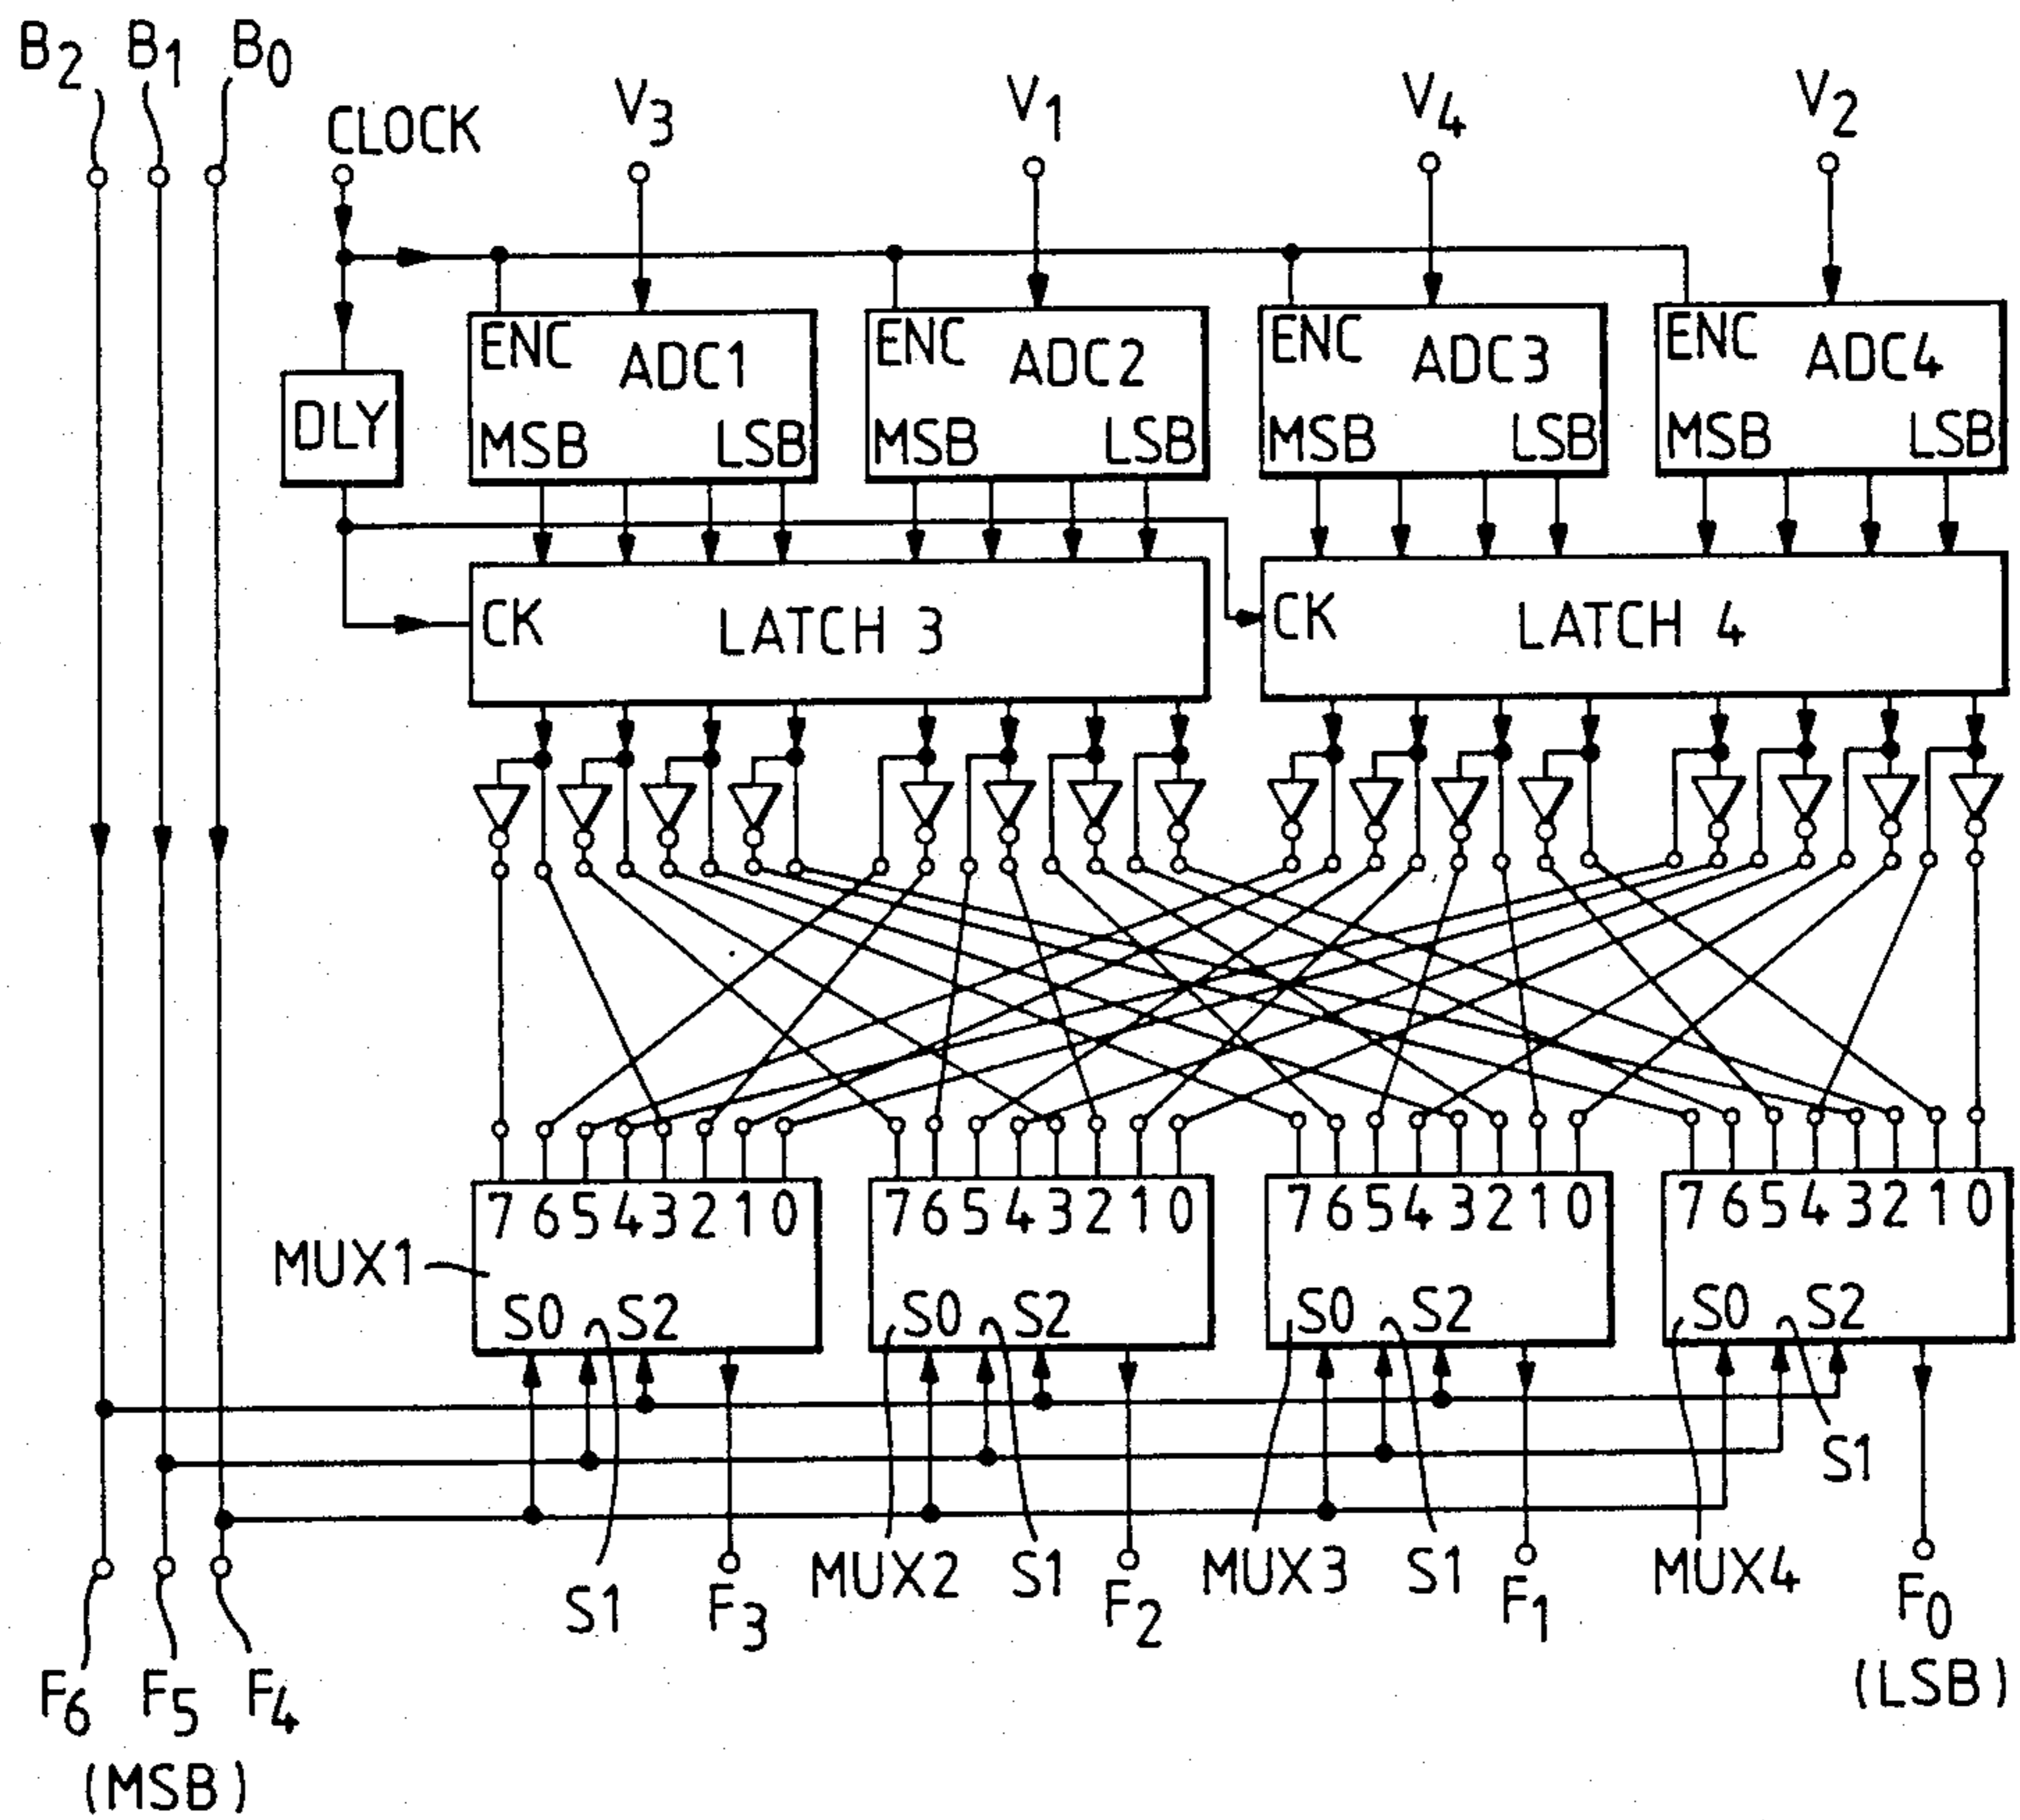 B2 B1 B0
CLOCK V3 V1 V4 V2
ENC ADC1 ENC ADC2 ENC ADC3 ENC ADC4
DLY MSB LSB MSB LSB MSB LSB MSB LSB
CK LATCH 3 CK LATCH 4
7 6 5 4 3 2 1 0 7 6 5 4 3 2 1 0 7 6 5 4 3 2 1 0 7 6 5 4 3 2 1 0
MUX1
S0 S2 S0 S2 S0 S2 S0 S2
S1
S1 F3 MUX2 S1 F2 MUX3 S1 F1 MUX4 F0
F6 F5 F4 (LSB)
(MSB)